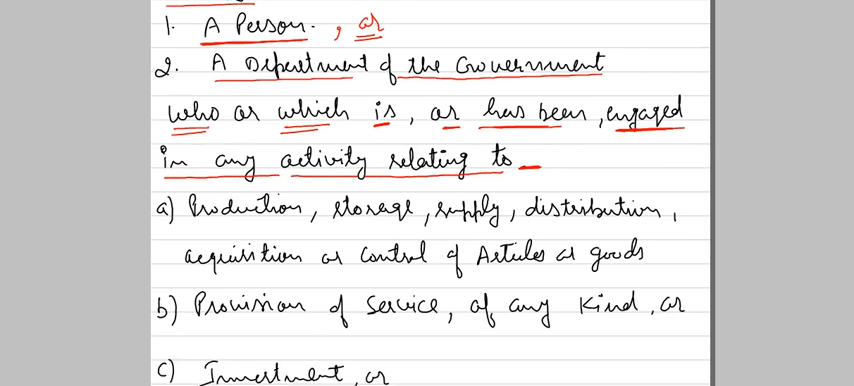 1. A Person. , or
2. A Department of the Government
who or which is, or has been, engaged
in any activity relating to _
a) Production, storage, supply, distribution,
acquisition or Control of Articles or goods
b) Provision of Service, of any Kind, or
c) Investment, or